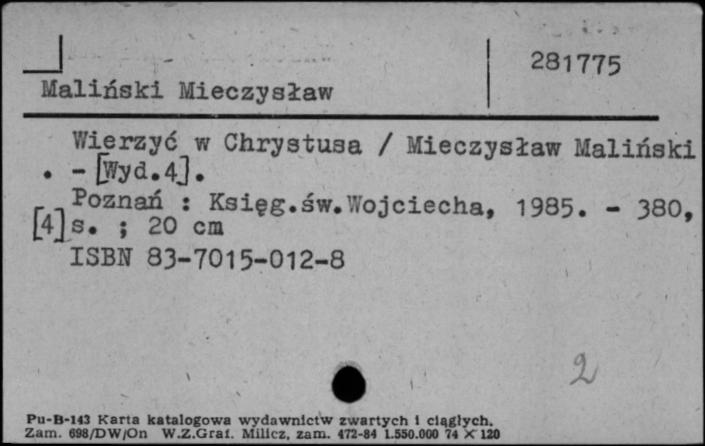 281775
Maliński Mieczysław
Wierzyć w Chrystusa / Mieczysław Maliński
. - [Wyd.4].
Poznań : Księg.św.Wojciecha, 1985. - 380,
[4]s. ; 20 cm
ISBN 83-7015-012-8
2
Pu-B-143 Karta katalogowa wydawnictw zwartych i ciągłych.
Zam. 698/DW/On W.Z.Graf. Milicz, zam. 472-84 1.550.000 74 X 120